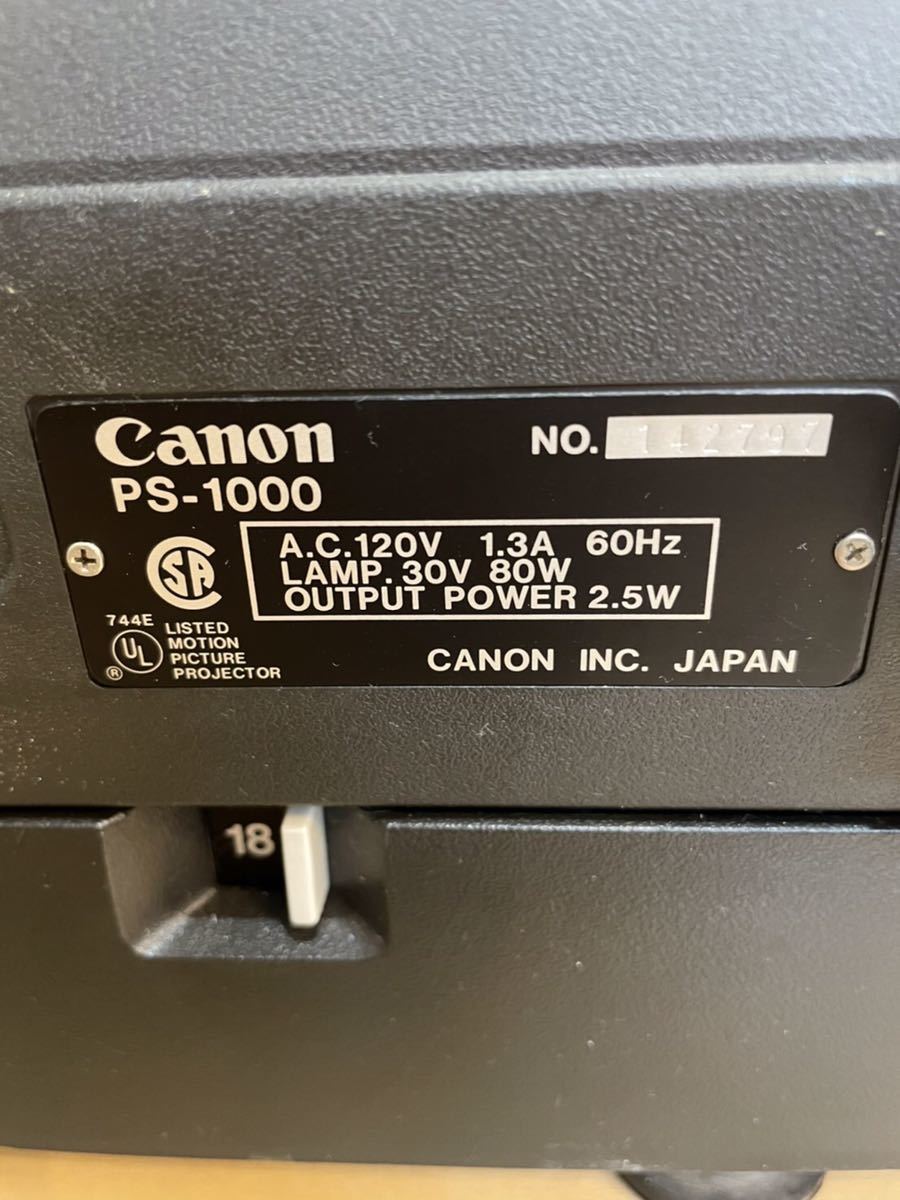 Canon
NO. 142797
PS-1000
A.C.120V 1.3A 60Hz
LAMP. 30V 80W
OUTPUT POWER 2.5W
SA
744E
UL
®
LISTED
MOTION
PICTURE
PROJECTOR
CANON INC. JAPAN
18